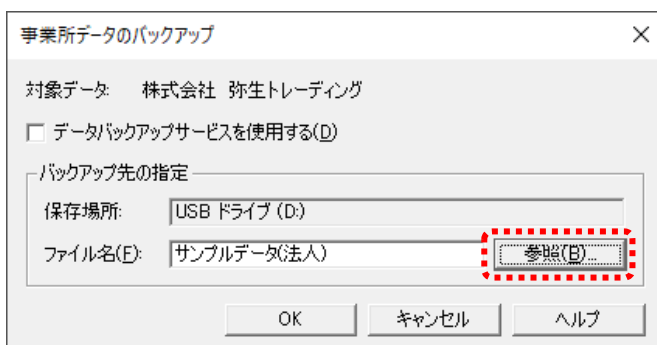 事業所データのバックアップ
対象データ: 株式会社 弥生トレーディング
データバックアップサービスを使用する(D)
バックアップ先の指定
保存場所: USB ドライブ (D:)
ファイル名(F): サンプルデータ(法人) 参照(B)...
OK キャンセル ヘルプ